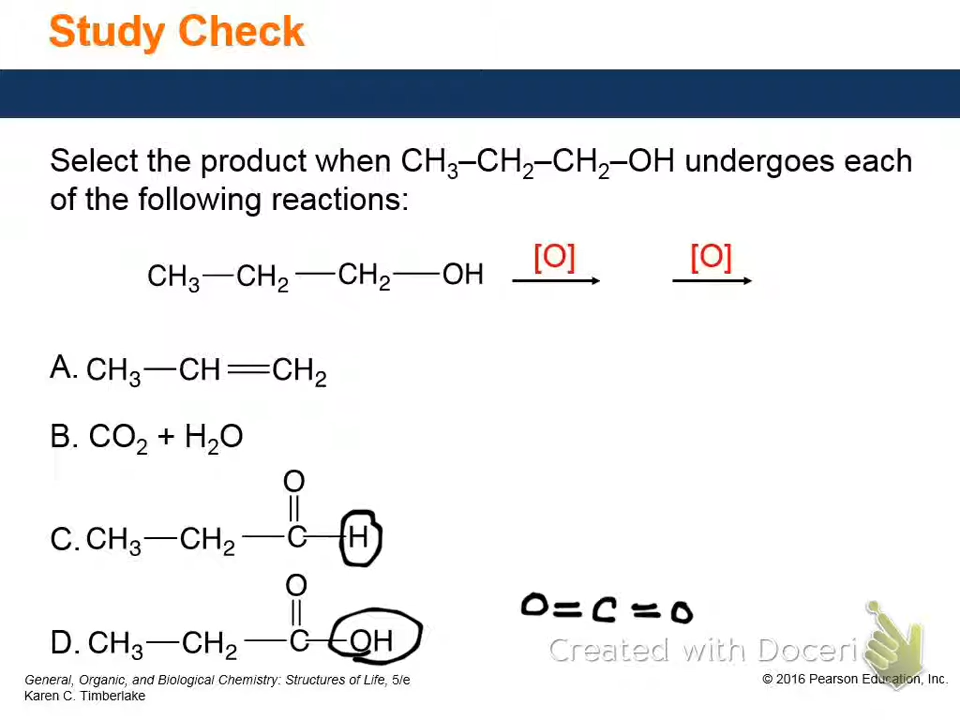 Study Check
Select the product when CH₃–CH₂–CH₂–OH undergoes each
of the following reactions:
[O] [O]
CH₃—CH₂—CH₂—OH
A. CH₃—CH=CH₂
B. CO₂ + H₂O
O
||
C. CH₃—CH₂—C—H
O
||
D. CH₃—CH₂—C—OH
O=C=O
Created with Doceri
General, Organic, and Biological Chemistry: Structures of Life, 5/e
Karen C. Timberlake
© 2016 Pearson Education, Inc.